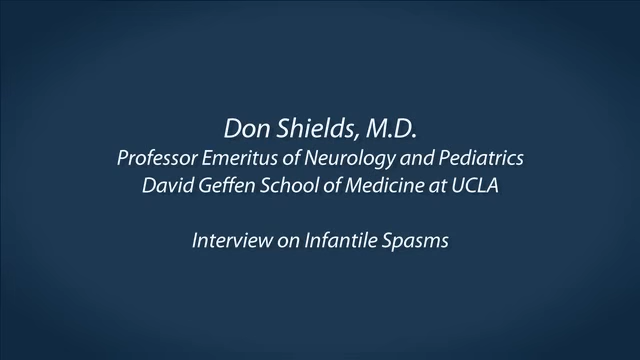 Don Shields, M.D.
Professor Emeritus of Neurology and Pediatrics
David Geffen School of Medicine at UCLA
Interview on Infantile Spasms